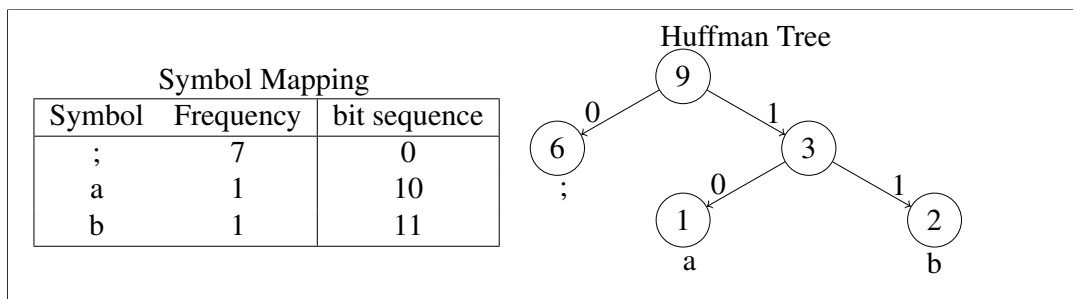 Huffman Tree
Symbol Mapping
Symbol Frequency bit sequence
; 7 0
a 1 10
b 1 11
9
0 1
6 3
;
0 1
1 2
a b